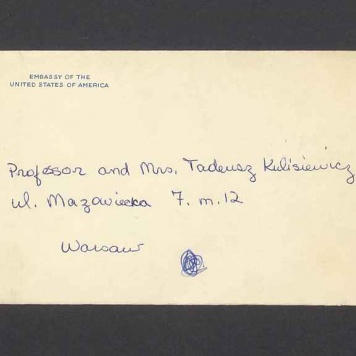 EMBASSY OF THE
UNITED STATES OF AMERICA
Professor and Mrs. Tadeusz Kulisiewicz
ul. Mazowiecka 7. m. 12
Warsaw